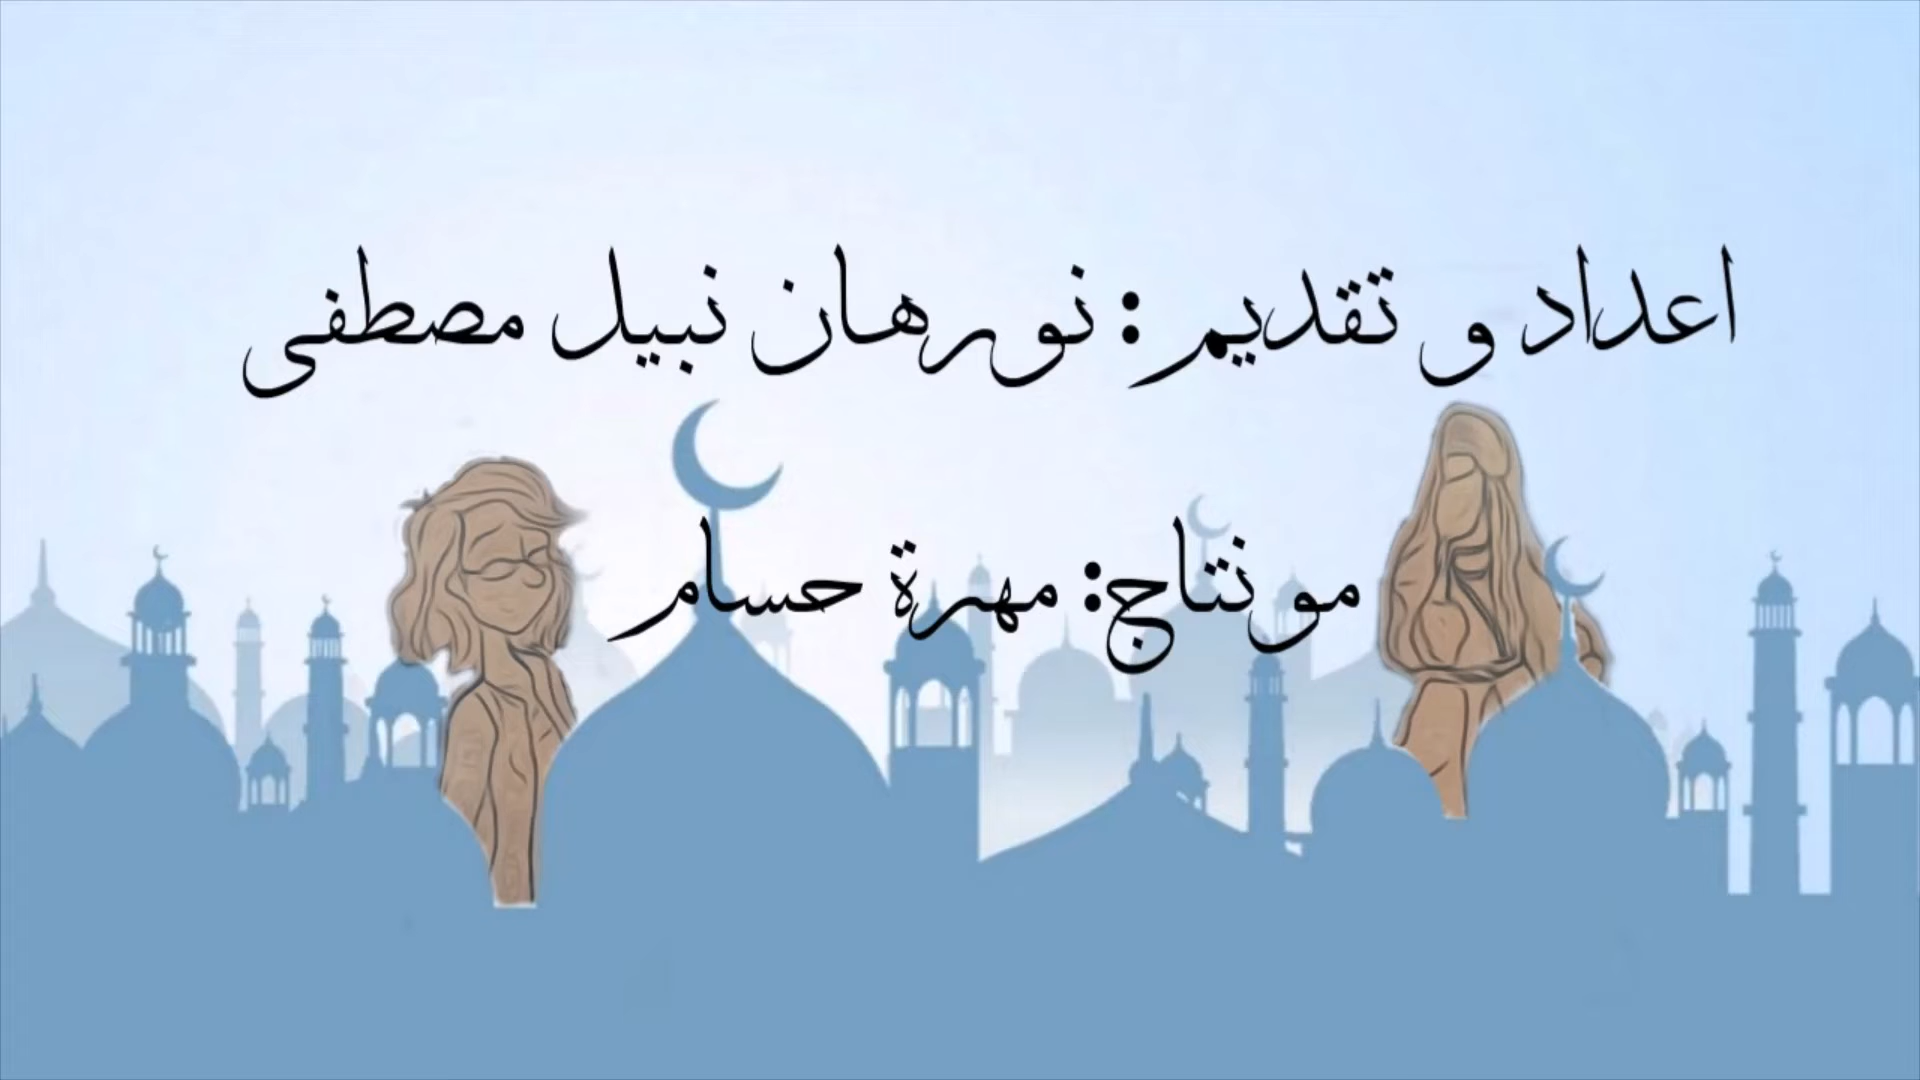 اعداد و تقديم : نورهان نبيل مصطفى
مونتاج: مهرة حسام